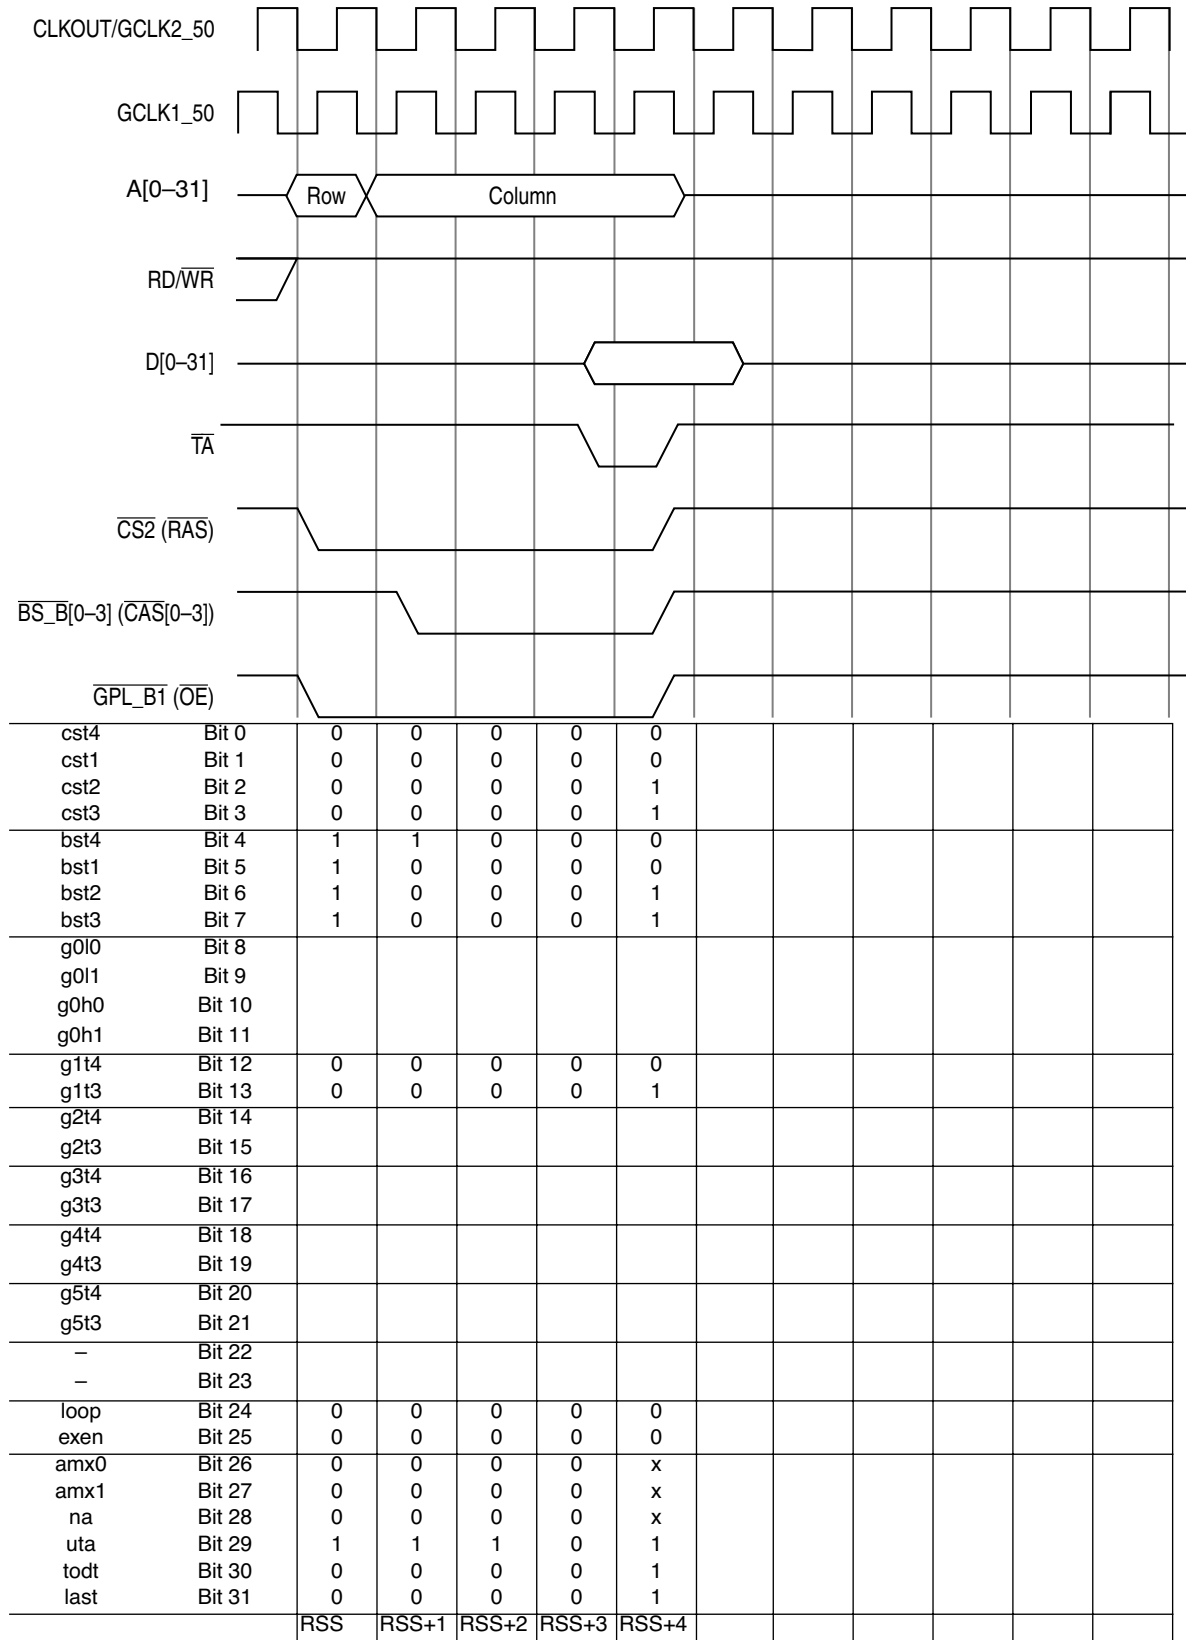 CLKOUT/GCLK2_50
GCLK1_50
A[0–31]
Row
Column
RD/W̅R̅
D[0–31]
T̅A̅
C̅S̅2̅ (R̅A̅S̅)
B̅S̅_̅B̅[0–3] (C̅A̅S̅[0–3])
G̅P̅L̅_̅B̅1̅ (O̅E̅)
cst4 Bit 0 0 0 0 0 0
cst1 Bit 1 0 0 0 0 0
cst2 Bit 2 0 0 0 0 1
cst3 Bit 3 0 0 0 0 1
bst4 Bit 4 1 1 0 0 0
bst1 Bit 5 1 0 0 0 0
bst2 Bit 6 1 0 0 0 1
bst3 Bit 7 1 0 0 0 1
g0l0 Bit 8
g0l1 Bit 9
g0h0 Bit 10
g0h1 Bit 11
g1t4 Bit 12 0 0 0 0 0
g1t3 Bit 13 0 0 0 0 1
g2t4 Bit 14
g2t3 Bit 15
g3t4 Bit 16
g3t3 Bit 17
g4t4 Bit 18
g4t3 Bit 19
g5t4 Bit 20
g5t3 Bit 21
– Bit 22
– Bit 23
loop Bit 24 0 0 0 0 0
exen Bit 25 0 0 0 0 0
amx0 Bit 26 0 0 0 0 x
amx1 Bit 27 0 0 0 0 x
na Bit 28 0 0 0 0 x
uta Bit 29 1 1 1 0 1
todt Bit 30 0 0 0 0 1
last Bit 31 0 0 0 0 1
RSS RSS+1 RSS+2 RSS+3 RSS+4